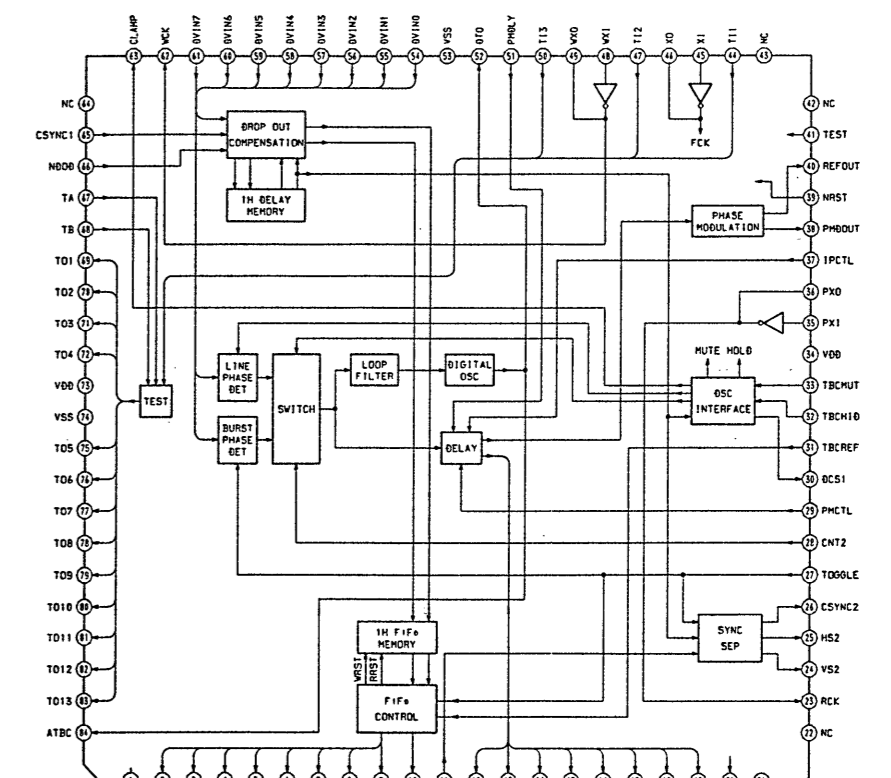 CLAMP
WCK
DVIN7
DVIN6
DVIN5
DVIN4
DVIN3
DVIN2
DVIN1
DVIN0
VSS
DTO
PMDLY
TI3
WXO
WXI
TI2
XO
XI
TI1
NC
63 62 61 60 59 58 57 56 55 54 53 52 51 50 49 48 47 46 45 44 43
NC 64
CSYNC1 65
NDOD 66
TA 67
TB 68
TO1 69
TO2 70
TO3 71
TO4 72
VDD 73
VSS 74
TO5 75
TO6 76
TO7 77
TO8 78
TO9 79
TO10 80
TO11 81
TO12 82
TO13 83
ATBC 84
DROP OUT
COMPENSATION
1H DELAY
MEMORY
FCK
PHASE
MODULATION
LINE
PHASE
DET
BURST
PHASE
DET
SWITCH
LOOP
FILTER
DIGITAL
OSC
DELAY
MUTE HOLD
DSC
INTERFACE
TEST
SYNC
SEP
1H FiFo
MEMORY
WRST
RRST
FiFo
CONTROL
42 NC
41 TEST
40 REFOUT
39 NRST
38 PMDOUT
37 IPCTL
36 PXO
35 PXI
34 VDD
33 TBCMUT
32 TBCHID
31 TBCREF
30 DCS1
29 PMCTL
28 CNT2
27 TOGGLE
26 CSYNC2
25 HS2
24 VS2
23 RCK
22 NC